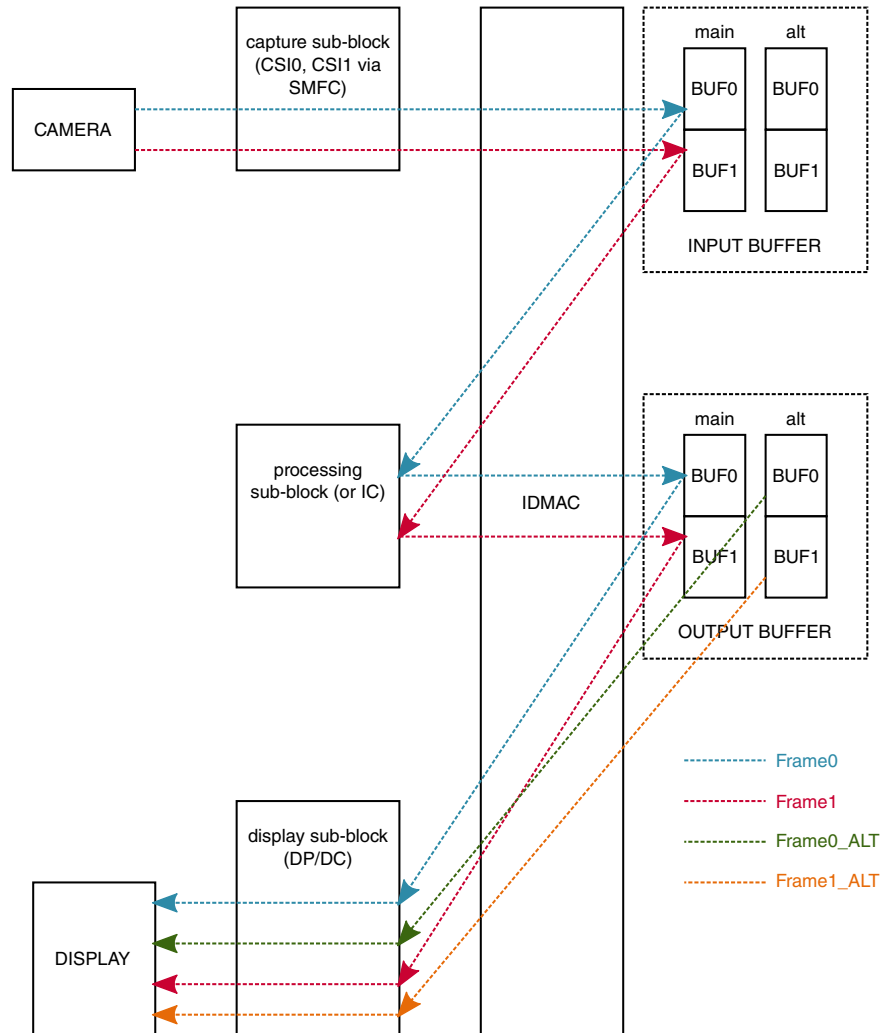 capture sub-block
(CSI0, CSI1 via
SMFC)
CAMERA
main
alt
BUF0
BUF0
BUF1
BUF1
INPUT BUFFER
processing
sub-block (or IC)
IDMAC
main
alt
BUF0
BUF0
BUF1
BUF1
OUTPUT BUFFER
Frame0
Frame1
Frame0_ALT
Frame1_ALT
display sub-block
(DP/DC)
DISPLAY